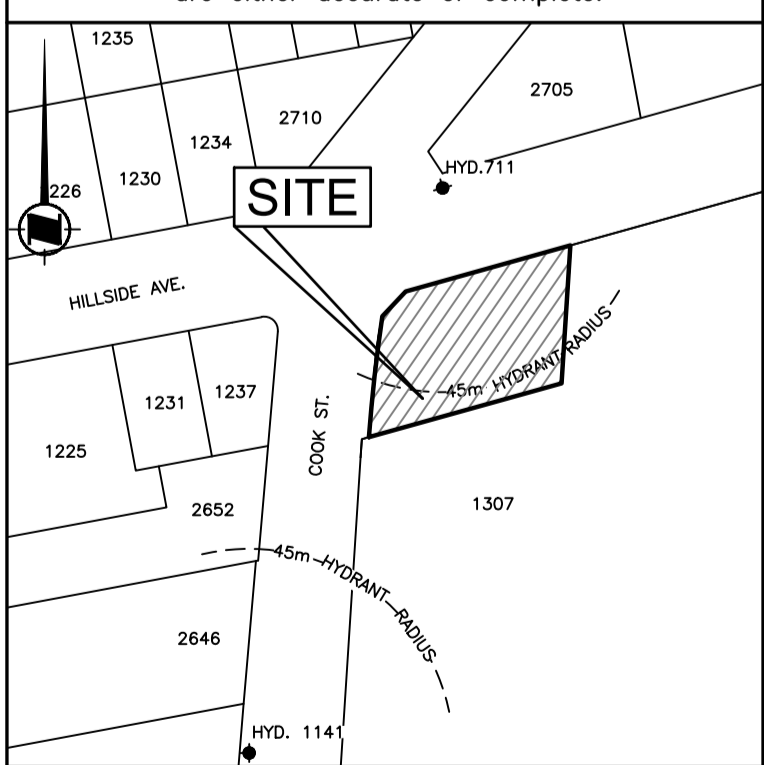 are either accurate or complete.
1235
2705
2710
1234
HYD.711
1230
226
SITE
HILLSIDE AVE.
45m HYDRANT RADIUS
1237
1231
COOK ST.
1225
1307
2652
45m HYDRANT RADIUS
2646
HYD. 1141